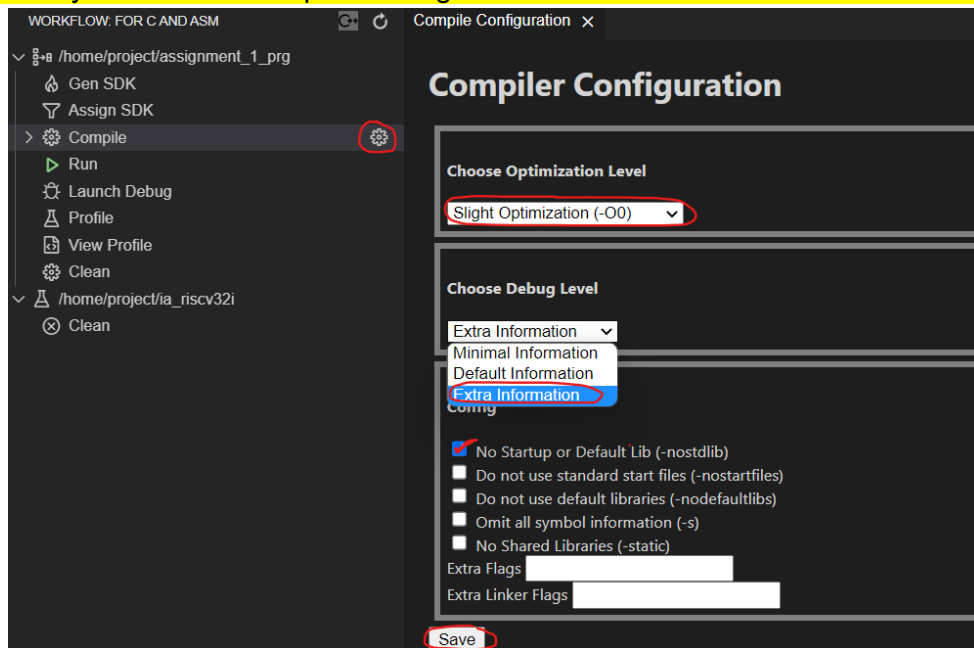 WORKFLOW: FOR C AND ASM
/home/project/assignment_1_prg
Gen SDK
Assign SDK
Compile
Run
Launch Debug
Profile
View Profile
Clean
/home/project/ia_riscv32i
Clean
Compile Configuration
Compiler Configuration
Choose Optimization Level
Slight Optimization (-O0)
Choose Debug Level
Extra Information
Minimal Information
Default Information
Extra Information
Config
No Startup or Default Lib (-nostdlib)
Do not use standard start files (-nostartfiles)
Do not use default libraries (-nodefaultlibs)
Omit all symbol information (-s)
No Shared Libraries (-static)
Extra Flags
Extra Linker Flags
Save